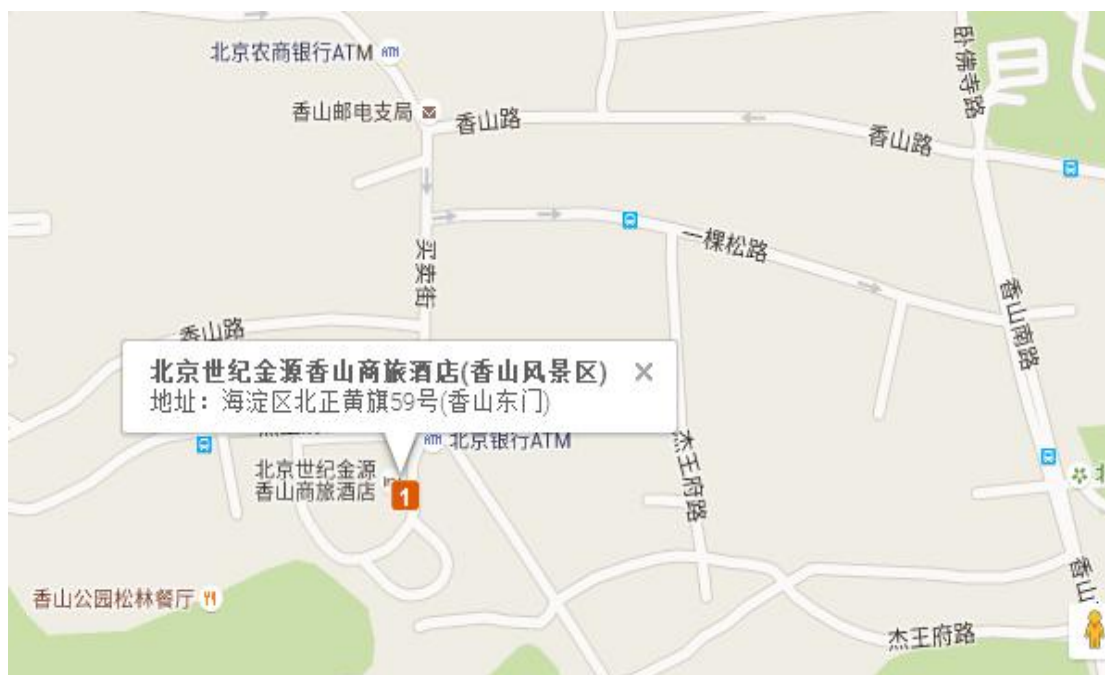 北京农商银行ATM
卧佛寺路
香山邮电支局
香山路
香山路
一棵松路
买卖街
香山南路
香山路
北京世纪金源香山商旅酒店(香山风景区)
地址：海淀区北正黄旗59号(香山东门)
北京银行ATM
杰王府路
北京世纪金源
香山商旅酒店
1
北
香山
香山公园松林餐厅
杰王府路